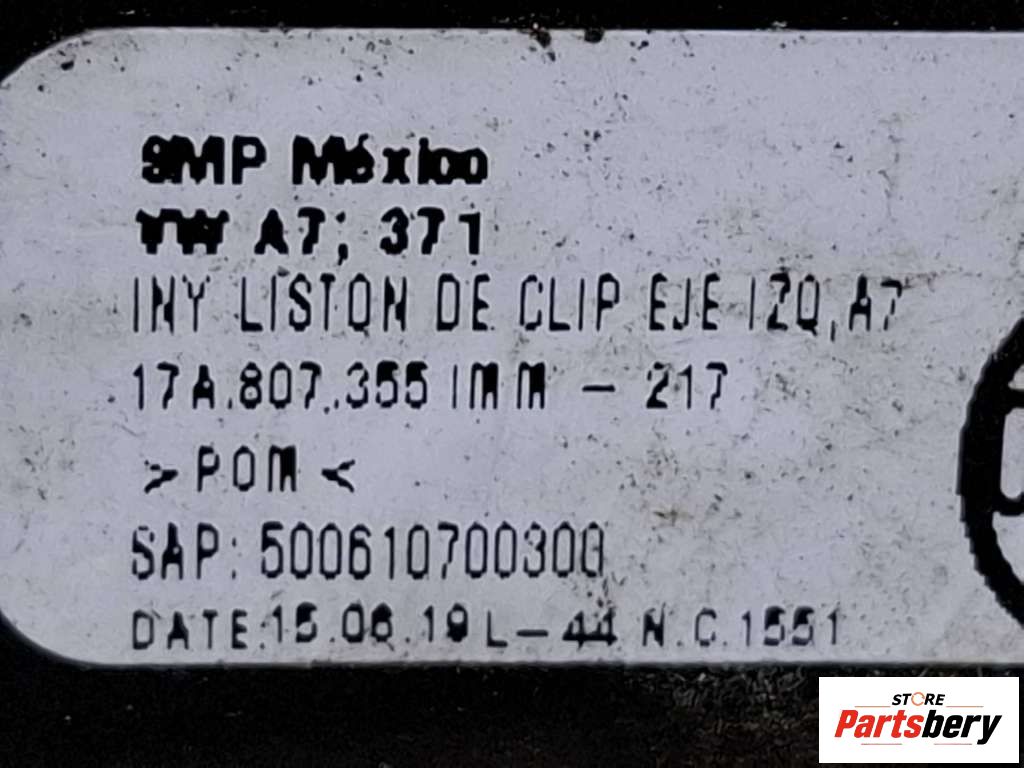 SMP México
VW A7; 371
INY LISTON DE CLIP EJE IZQ, A7
17A.807.355 IMM - 217
>POM<
SAP: 500610700300
DATE:15.06.19 L-44 N.C.1551
STORE
Partsbery